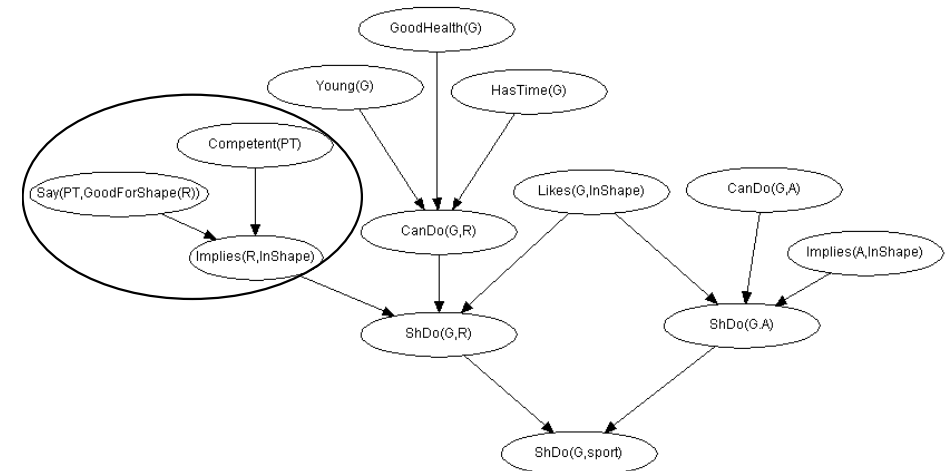 GoodHealth(G)
Young(G)
HasTime(G)
Competent(PT)
Say(PT,GoodForShape(R))
Likes(G,InShape)
CanDo(G,A)
CanDo(G,R)
Implies(R,InShape)
Implies(A,InShape)
ShDo(G,R)
ShDo(G.A)
ShDo(G,sport)